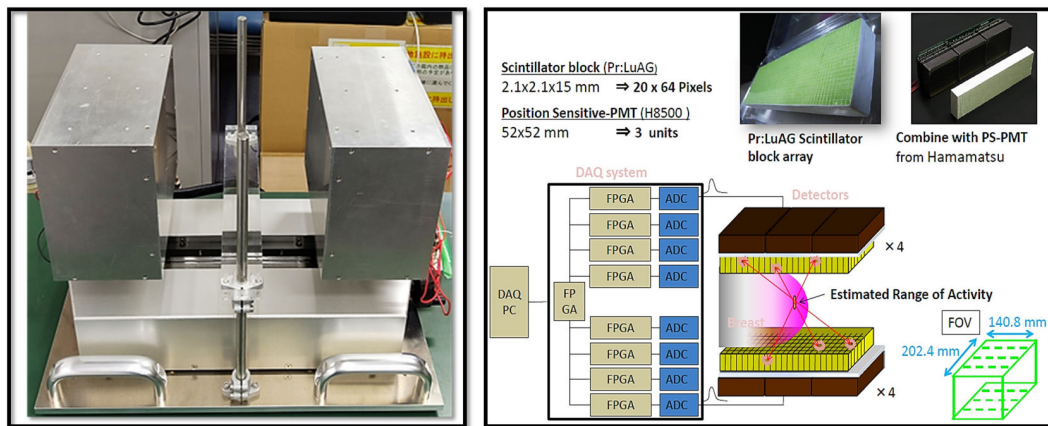 Scintillator block (Pr:LuAG)
2.1x2.1x15 mm ⇒ 20 x 64 Pixels
Position Sensitive-PMT (H8500 )
52x52 mm ⇒ 3 units
Pr:LuAG Scintillator
block array
Combine with PS-PMT
from Hamamatsu
DAQ system
Detectors
FPGA ADC
FPGA ADC
FPGA ADC
FPGA ADC
×4
DAQ
PC
FP
GA
Estimated Range of Activity
Breast
FPGA ADC
FPGA ADC
FPGA ADC
FPGA ADC
×4
FOV
140.8 mm
202.4 mm